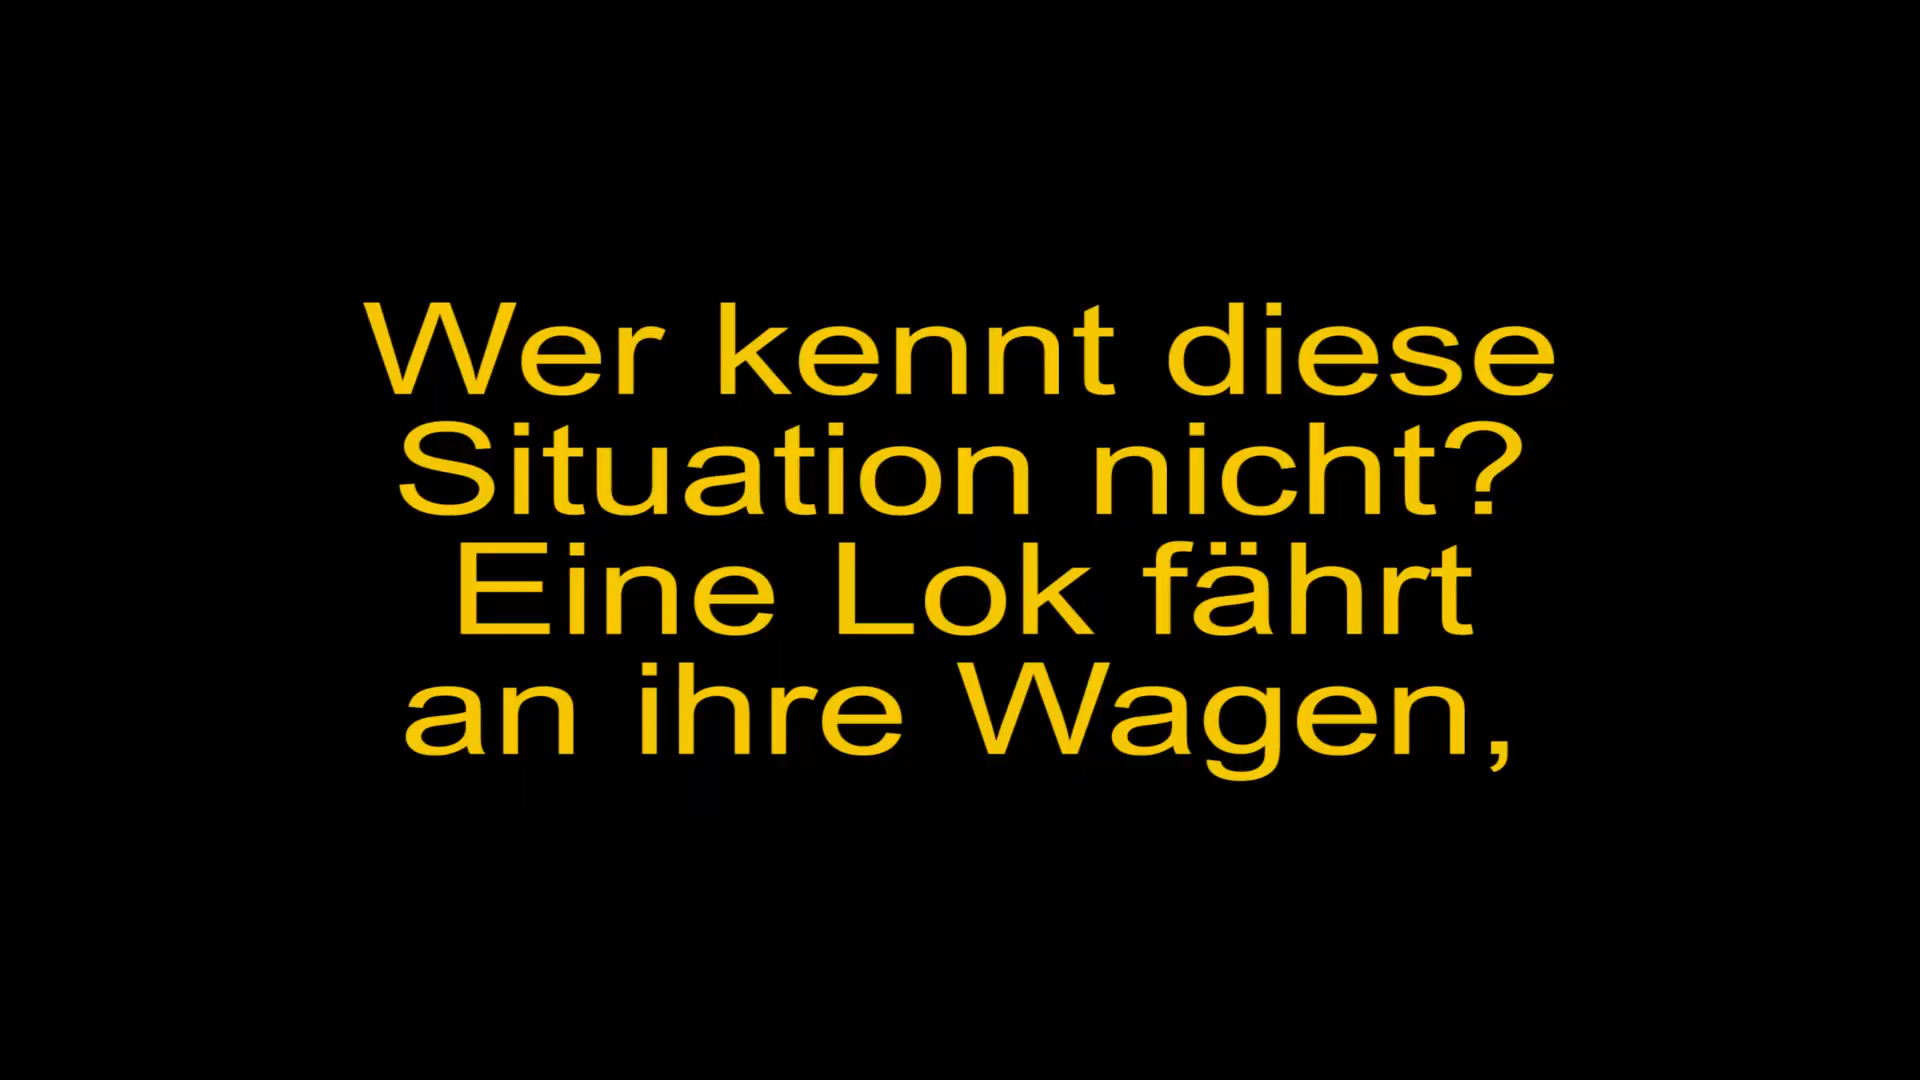 Wer kennt diese
Situation nicht?
Eine Lok fährt
an ihre Wagen,